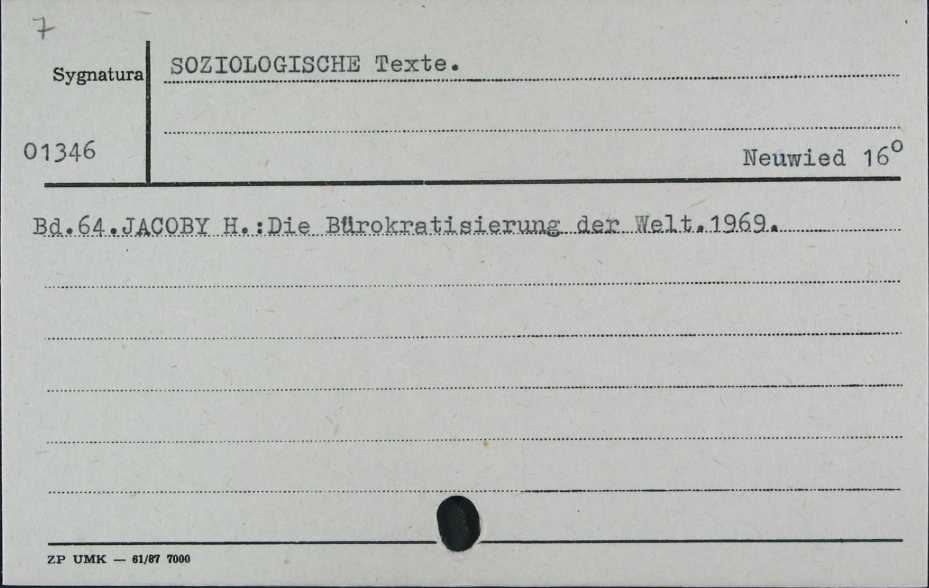 7
Sygnatura
SOZIOLOGISCHE Texte.
01346
Neuwied 16º
Bd.64.JACOBY H.:Die Bürokratisierung der Welt.1969.
ZP UMK — 61/87 7000